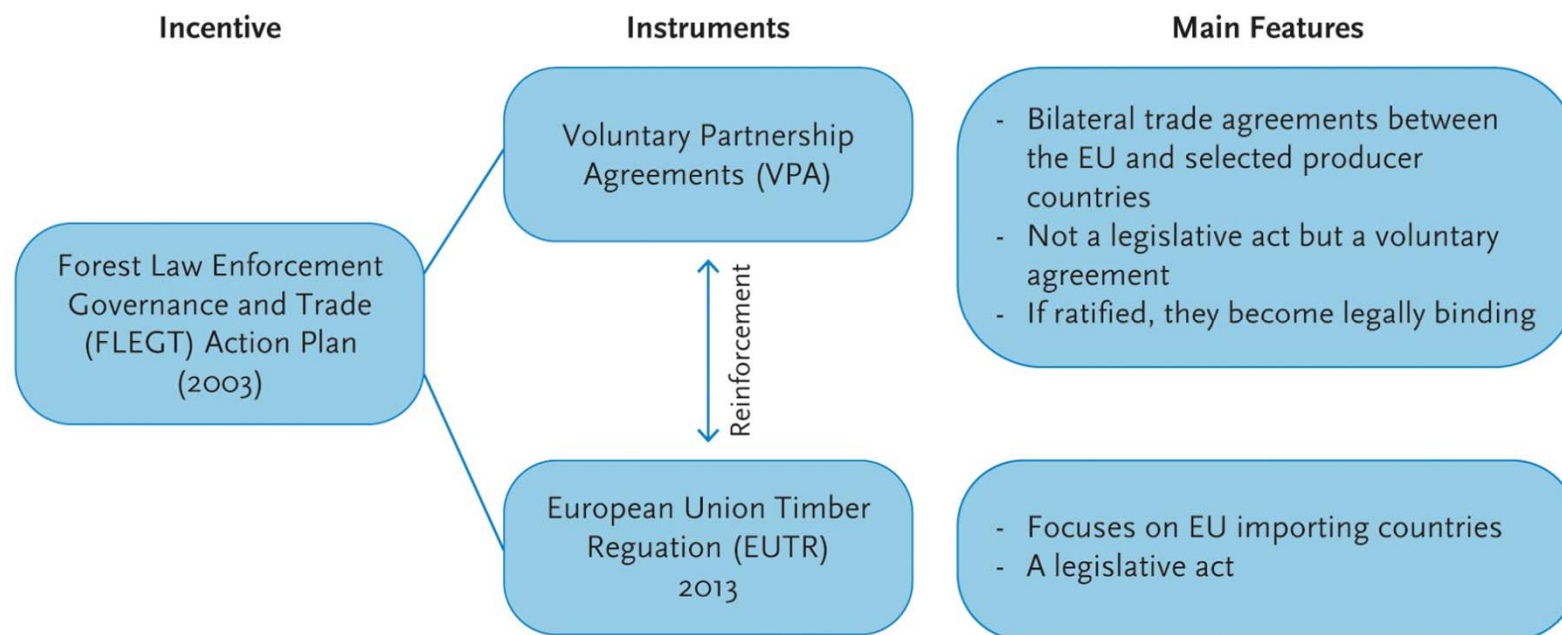 Incentive
Instruments
Main Features
Forest Law Enforcement
Governance and Trade
(FLEGT) Action Plan
(2003)
Voluntary Partnership
Agreements (VPA)
Reinforcement
European Union Timber
Reguation (EUTR)
2013
- Bilateral trade agreements between
the EU and selected producer
countries
- Not a legislative act but a voluntary
agreement
- If ratified, they become legally binding
- Focuses on EU importing countries
- A legislative act